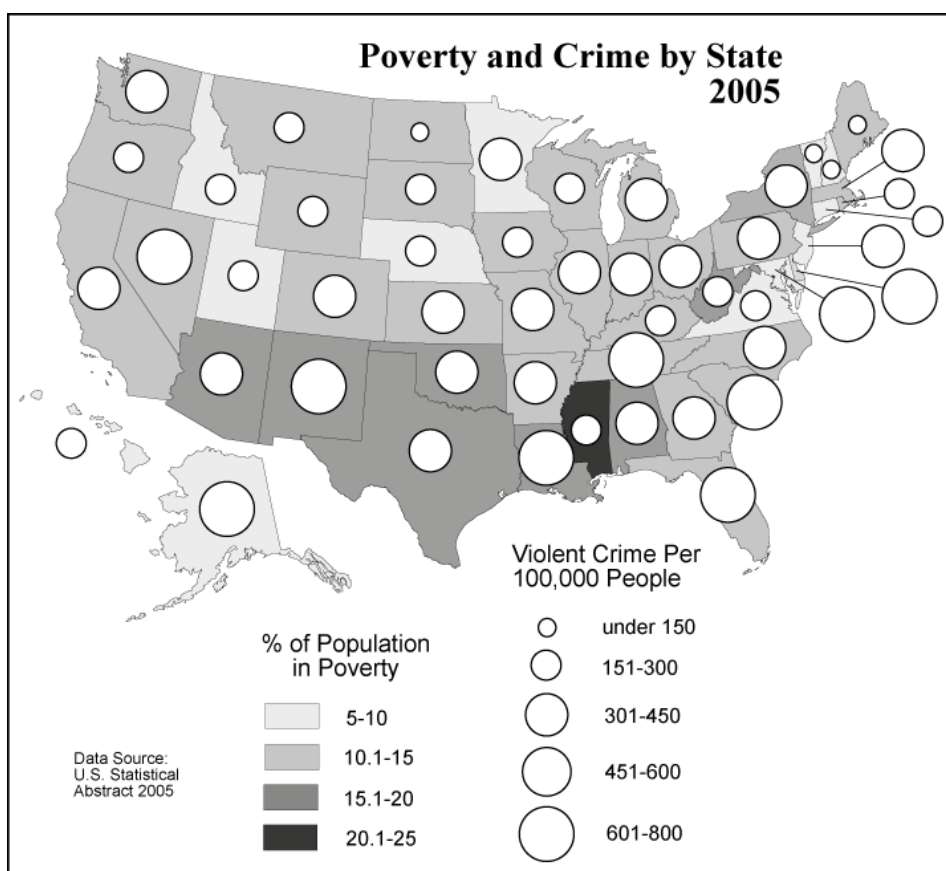 Poverty and Crime by State
2005
Violent Crime Per
100,000 People
under 150
151-300
301-450
451-600
601-800
% of Population
in Poverty
5-10
10.1-15
15.1-20
20.1-25
Data Source:
U.S. Statistical
Abstract 2005